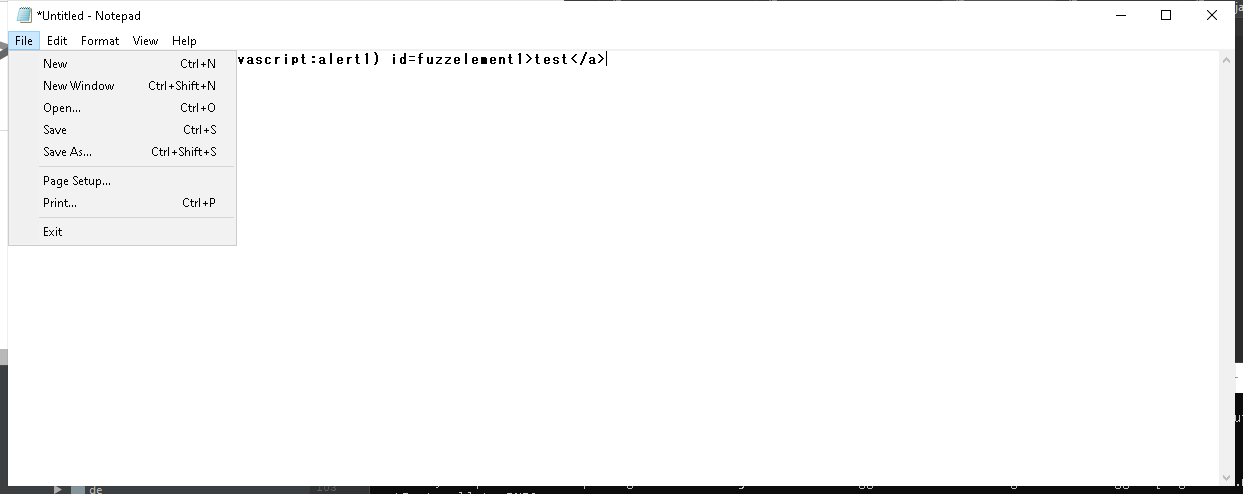 *Untitled - Notepad
File Edit Format View Help
vascript:alert1) id=fuzzelement1>test</a>
New Ctrl+N
New Window Ctrl+Shift+N
Open... Ctrl+O
Save Ctrl+S
Save As... Ctrl+Shift+S
Page Setup...
Print... Ctrl+P
Exit
de
103